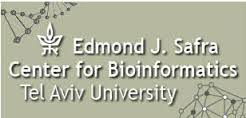 Edmond J. Safra
Center for Bioinformatics
Tel Aviv University